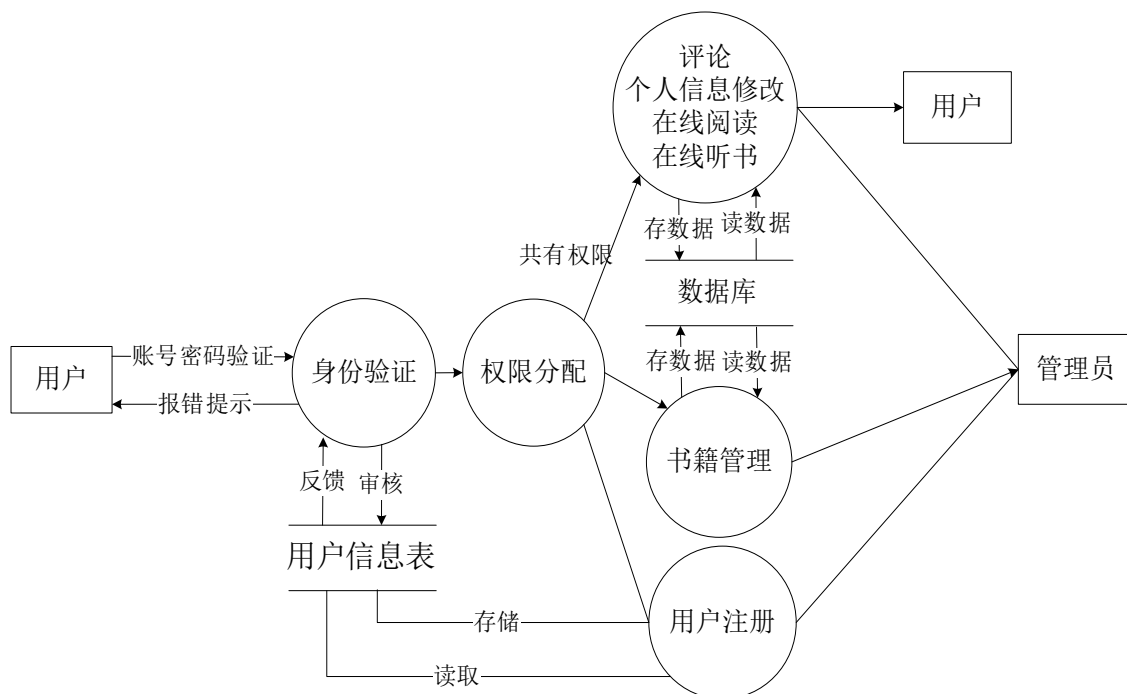 评论
个人信息修改
在线阅读
在线听书
用户
存数据
读数据
共有权限
数据库
用户
账号密码验证
报错提示
身份验证
权限分配
存数据
读数据
管理员
书籍管理
反馈
审核
用户信息表
存储
读取
用户注册